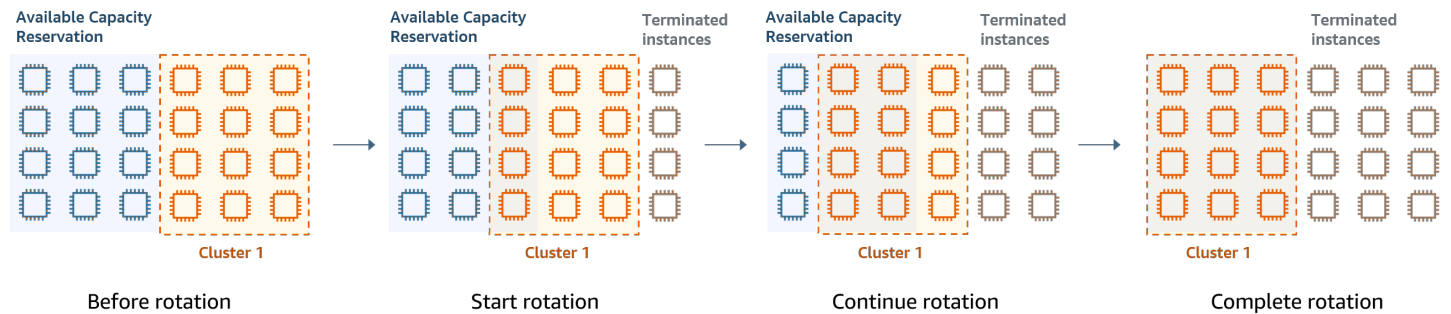 Available Capacity
Reservation
Cluster 1
Before rotation
Available Capacity
Reservation
Terminated
instances
Cluster 1
Start rotation
Available Capacity
Reservation
Terminated
instances
Cluster 1
Continue rotation
Terminated
instances
Cluster 1
Complete rotation